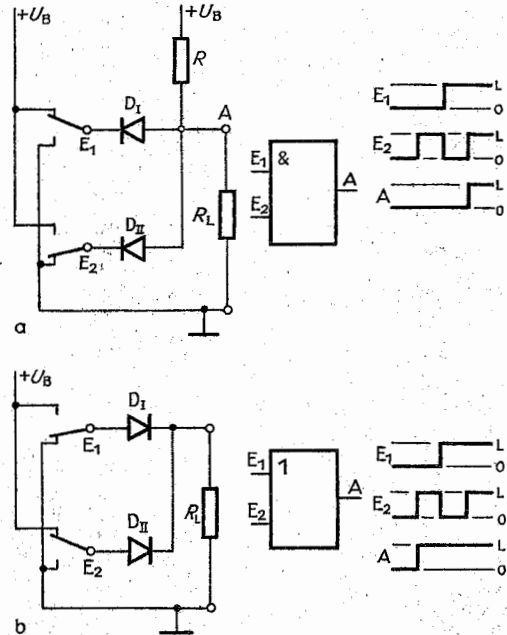 +U_B +U_B
R
D_I A
E_1
R_L
D_II
E_2
a
E_1 &
E_2
A
E_1 L
0
E_2 L
0
A L
0
+U_B
D_I
E_1
R_L
D_II
E_2
b
E_1 1
E_2
A
E_1 L
0
E_2 L
0
A L
0